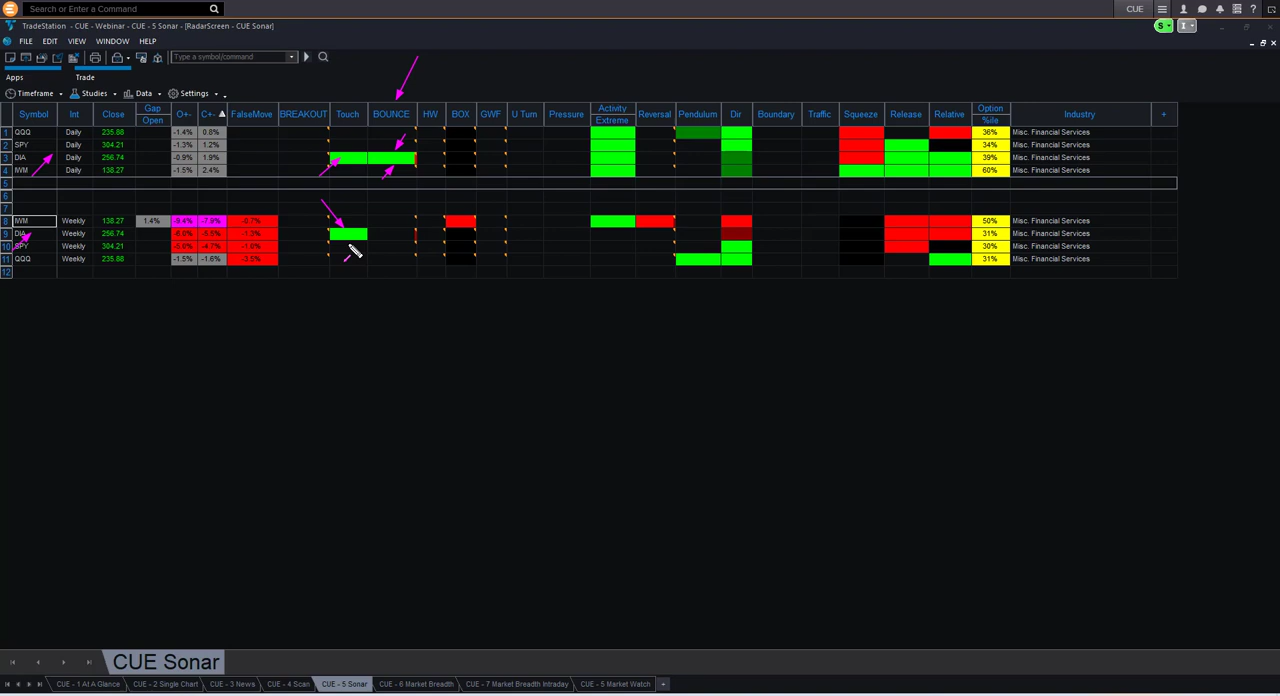 Search or Enter a Command
CUE
TradeStation - CUE - Webinar - CUE - 5 Sonar - [RadarScreen - CUE Sonar]
S
I
FILE EDIT VIEW WINDOW HELP
Type a symbol/command
Apps Trade
Timeframe Studies Data Settings
Symbol Int Close Gap Open O+- C+- FalseMove BREAKOUT Touch BOUNCE HW BOX GWF U Turn Pressure Activity Extreme Reversal Pendulum Dir Boundary Traffic Squeeze Release Relative Option %ile Industry +
1 QQQ Daily 235.88 -1.4% 0.8% 36% Misc. Financial Services
2 SPY Daily 304.21 -1.3% 1.2% 34% Misc. Financial Services
3 DIA Daily 256.74 -0.9% 1.9% 39% Misc. Financial Services
4 IWM Daily 138.27 -1.5% 2.4% 60% Misc. Financial Services
5
6
7
8 IWM Weekly 138.27 1.4% -9.4% -7.9% -0.7% 50% Misc. Financial Services
9 DIA Weekly 256.74 -1.3% 31% Misc. Financial Services
10 SPY Weekly 304.21 -4.7% 30% Misc. Financial Services
11 QQQ Weekly 235.88 -1.5% -1.6% -3.5% 31% Misc. Financial Services
12
CUE Sonar
CUE - 1 At A Glance CUE - 2 Single Chart CUE - 3 News CUE - 4 Scan CUE - 5 Sonar CUE - 6 Market Breadth CUE - 7 Market Breadth Intraday CUE - 5 Market Watch +